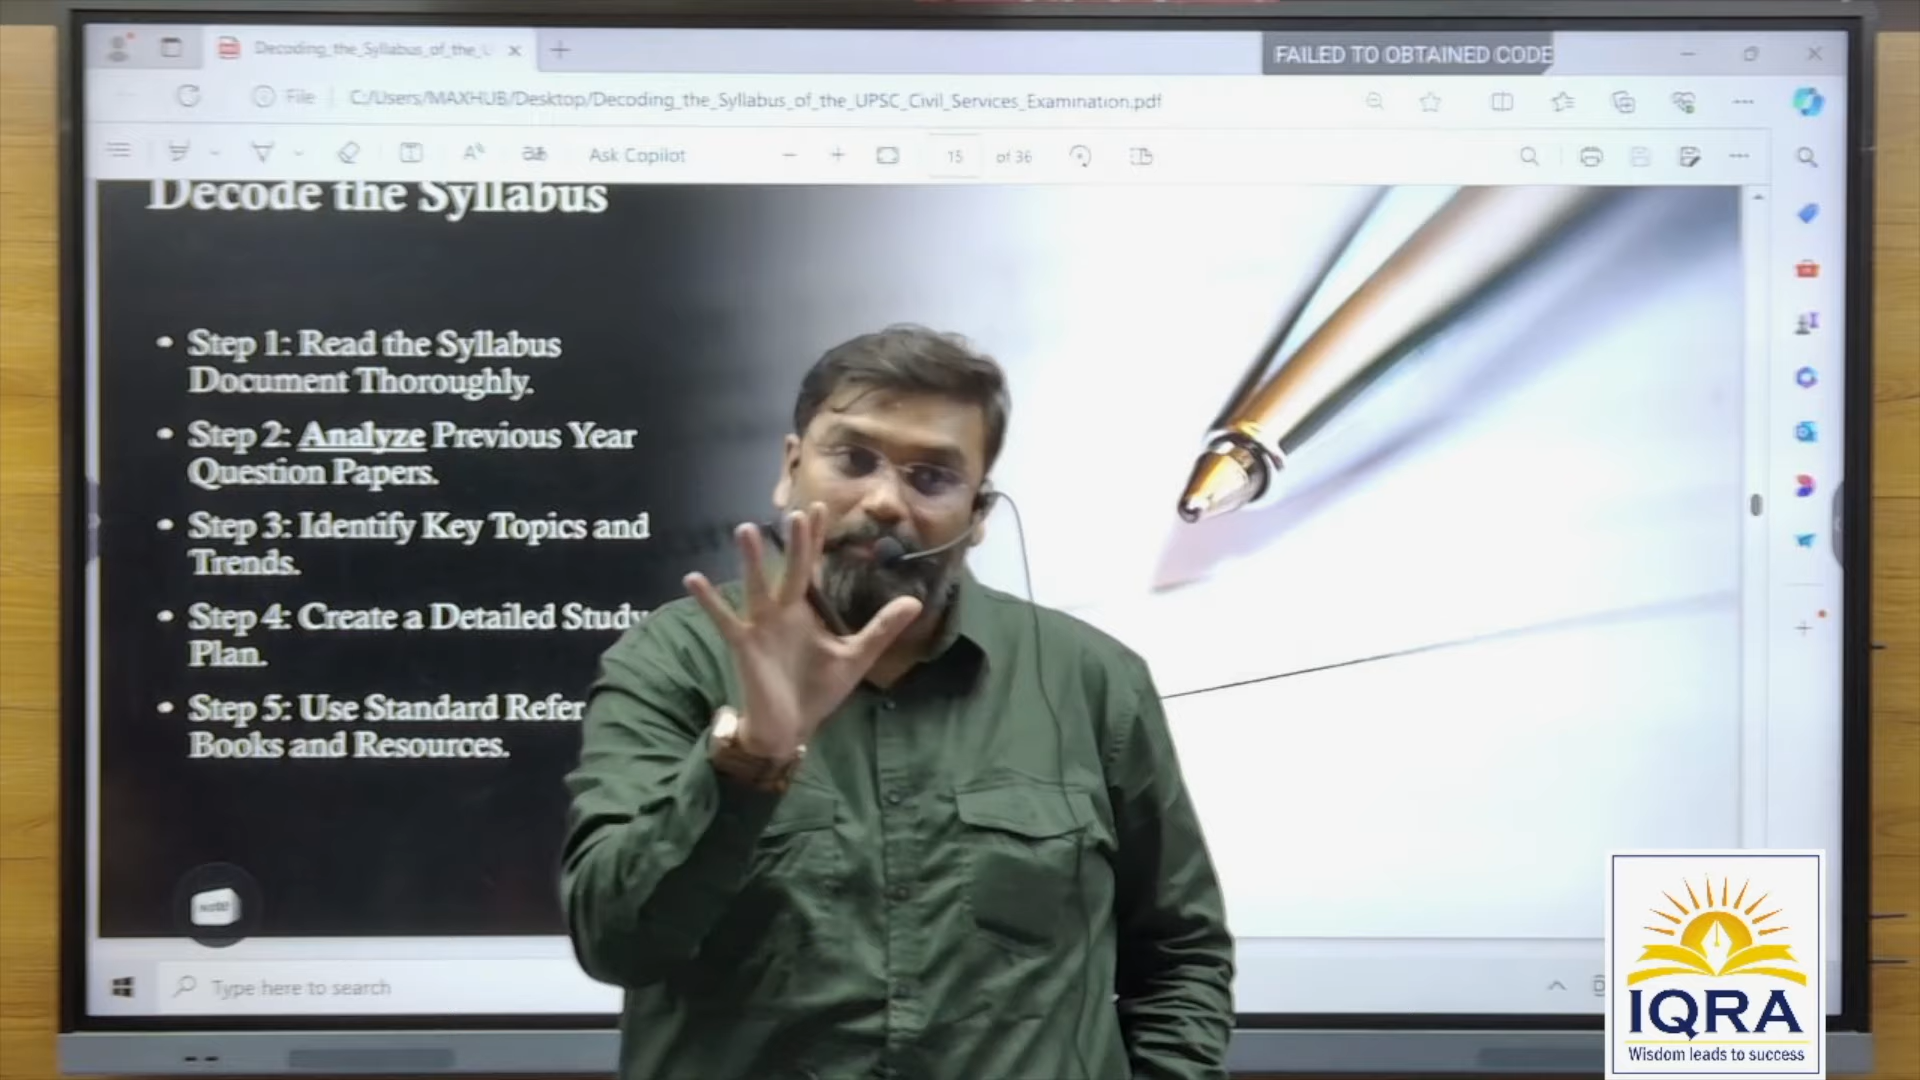 Decoding_the_Syllabus_of_the_U
FAILED TO OBTAINED CODE
File
C:/Users/MAXHUB/Desktop/Decoding_the_Syllabus_of_the_UPSC_Civil_Services_Examination.pdf
Ask Copilot
15 of 36
Decode the Syllabus
• Step 1: Read the Syllabus
Document Thoroughly.
• Step 2: Analyze Previous Year
Question Papers.
• Step 3: Identify Key Topics and
Trends.
• Step 4: Create a Detailed Study
Plan.
• Step 5: Use Standard Refer
Books and Resources.
NOTE
Type here to search
IQRA
Wisdom leads to success